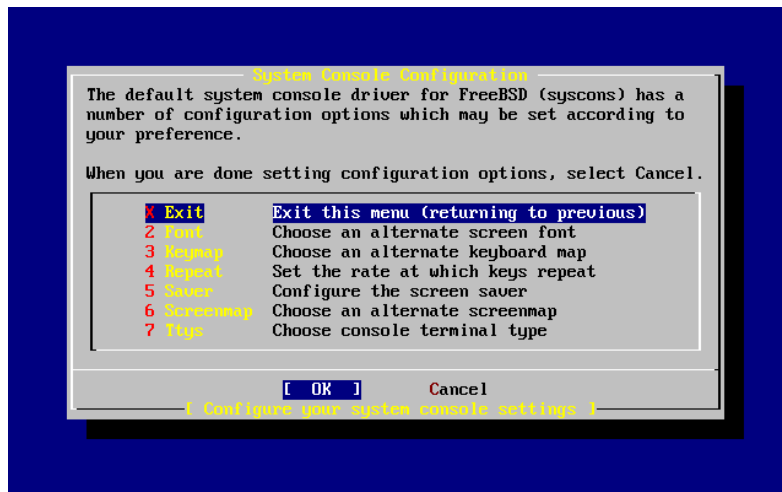 System Console Configuration
The default system console driver for FreeBSD (syscons) has a
number of configuration options which may be set according to
your preference.
When you are done setting configuration options, select Cancel.
X Exit Exit this menu (returning to previous)
2 Font Choose an alternate screen font
3 Keymap Choose an alternate keyboard map
4 Repeat Set the rate at which keys repeat
5 Saver Configure the screen saver
6 Screenmap Choose an alternate screenmap
7 Ttys Choose console terminal type
[ OK ] Cancel
[ Configure your system console settings ]